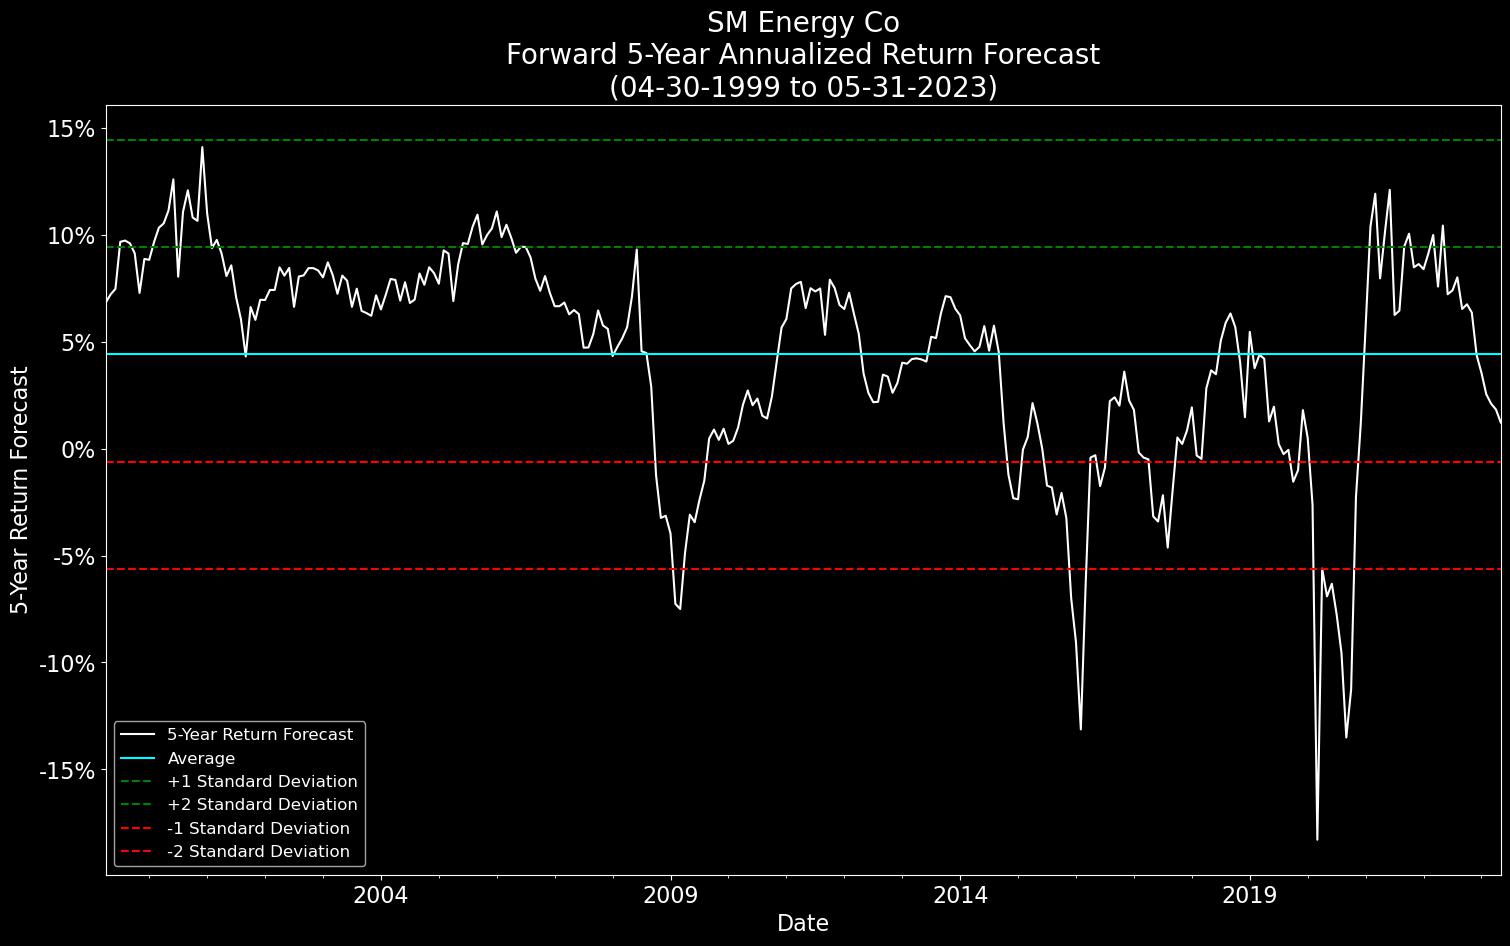 SM Energy Co
Forward 5-Year Annualized Return Forecast
(04-30-1999 to 05-31-2023)
15%
10%
5%
0%
-5%
-10%
-15%
5-Year Return Forecast
5-Year Return Forecast
Average
+1 Standard Deviation
+2 Standard Deviation
-1 Standard Deviation
-2 Standard Deviation
2004 2009 2014 2019
Date